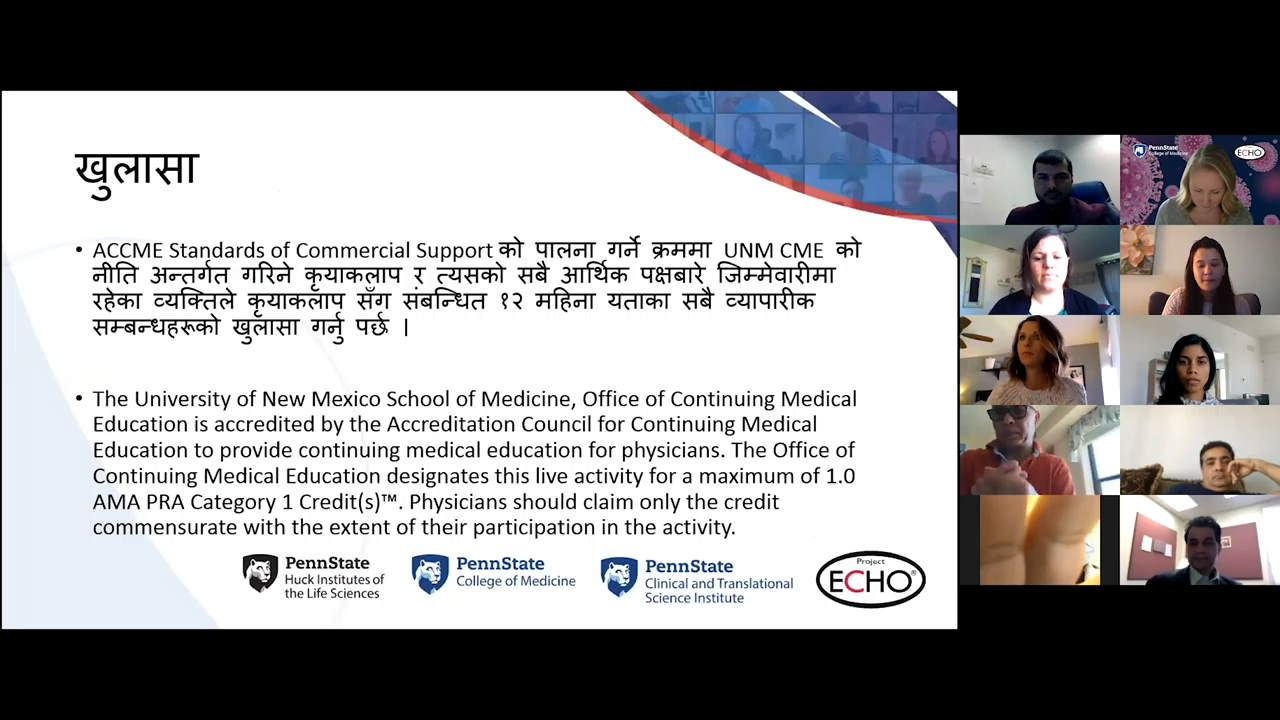 खुलासा
• ACCME Standards of Commercial Support को पालना गर्ने क्रममा UNM CME को
नीति अन्तर्गत गरिने कृयाकलाप र त्यसको सबै आर्थिक पक्षबारे जिम्मेवारीमा
रहेका व्यक्तिले कृयाकलाप सँग संबन्धित १२ महिना यताका सबै व्यापारीक
सम्बन्धहरूको खुलासा गर्नु पर्छ ।
• The University of New Mexico School of Medicine, Office of Continuing Medical
Education is accredited by the Accreditation Council for Continuing Medical
Education to provide continuing medical education for physicians. The Office of
Continuing Medical Education designates this live activity for a maximum of 1.0
AMA PRA Category 1 Credit(s)™. Physicians should claim only the credit
commensurate with the extent of their participation in the activity.
PennState
Huck Institutes of
the Life Sciences
PennState
College of Medicine
PennState
Clinical and Translational
Science Institute
Project
ECHO®
PennState
College of Medicine
ECHO